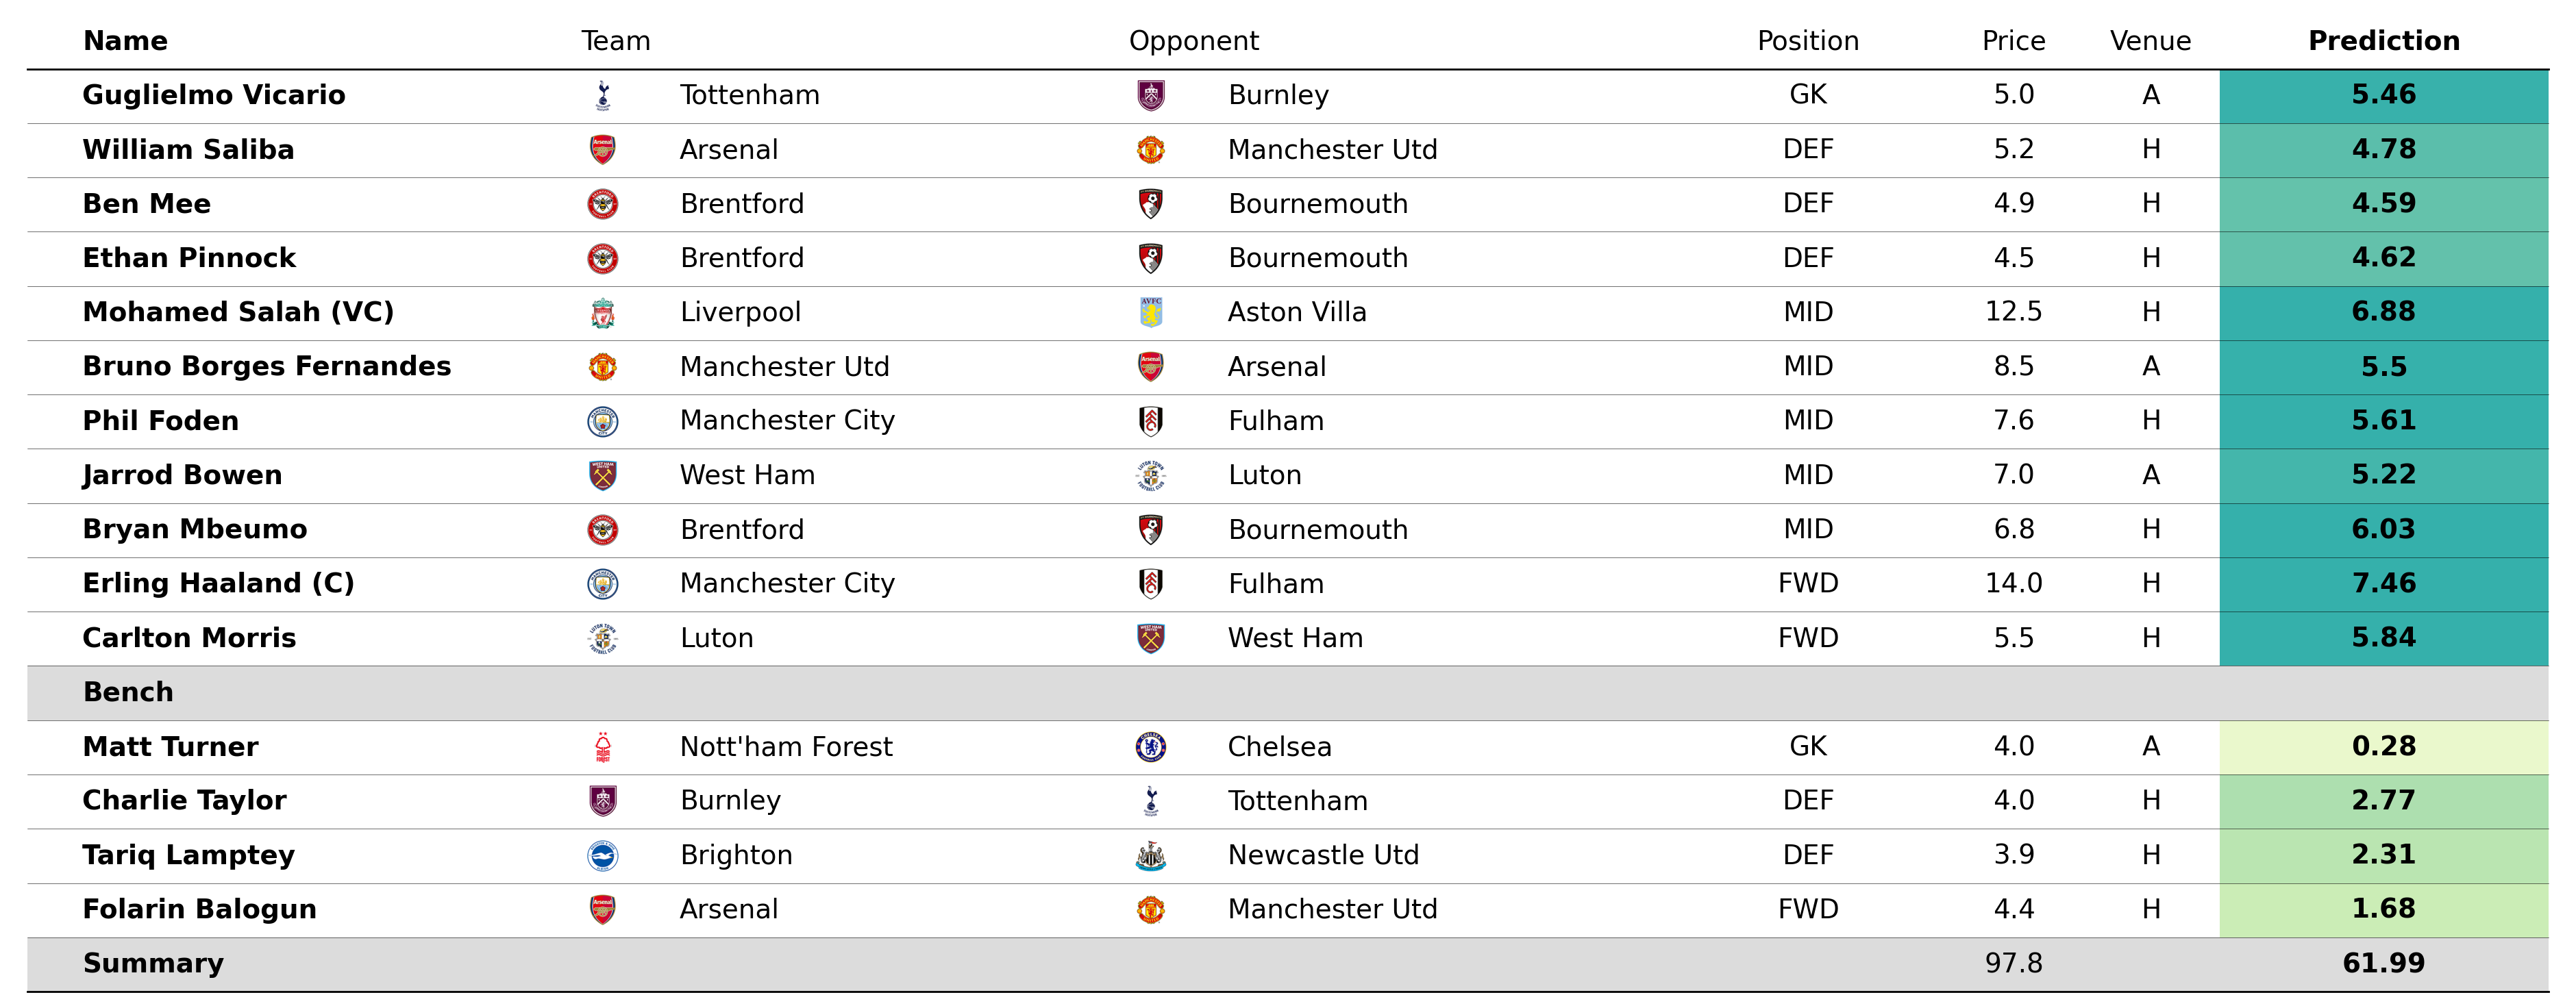 Name Team Opponent Position Price Venue Prediction
Guglielmo Vicario Tottenham Burnley GK 5.0 A 5.46
William Saliba Arsenal Manchester Utd DEF 5.2 H 4.78
Ben Mee Brentford Bournemouth DEF 4.9 H 4.59
Ethan Pinnock Brentford Bournemouth DEF 4.5 H 4.62
Mohamed Salah (VC) Liverpool Aston Villa MID 12.5 H 6.88
Bruno Borges Fernandes Manchester Utd Arsenal MID 8.5 A 5.5
Phil Foden Manchester City Fulham MID 7.6 H 5.61
Jarrod Bowen West Ham Luton MID 7.0 A 5.22
Bryan Mbeumo Brentford Bournemouth MID 6.8 H 6.03
Erling Haaland (C) Manchester City Fulham FWD 14.0 H 7.46
Carlton Morris Luton West Ham FWD 5.5 H 5.84
Bench
Matt Turner Nott'ham Forest Chelsea GK 4.0 A 0.28
Charlie Taylor Burnley Tottenham DEF 4.0 H 2.77
Tariq Lamptey Brighton Newcastle Utd DEF 3.9 H 2.31
Folarin Balogun Arsenal Manchester Utd FWD 4.4 H 1.68
Summary 97.8 61.99